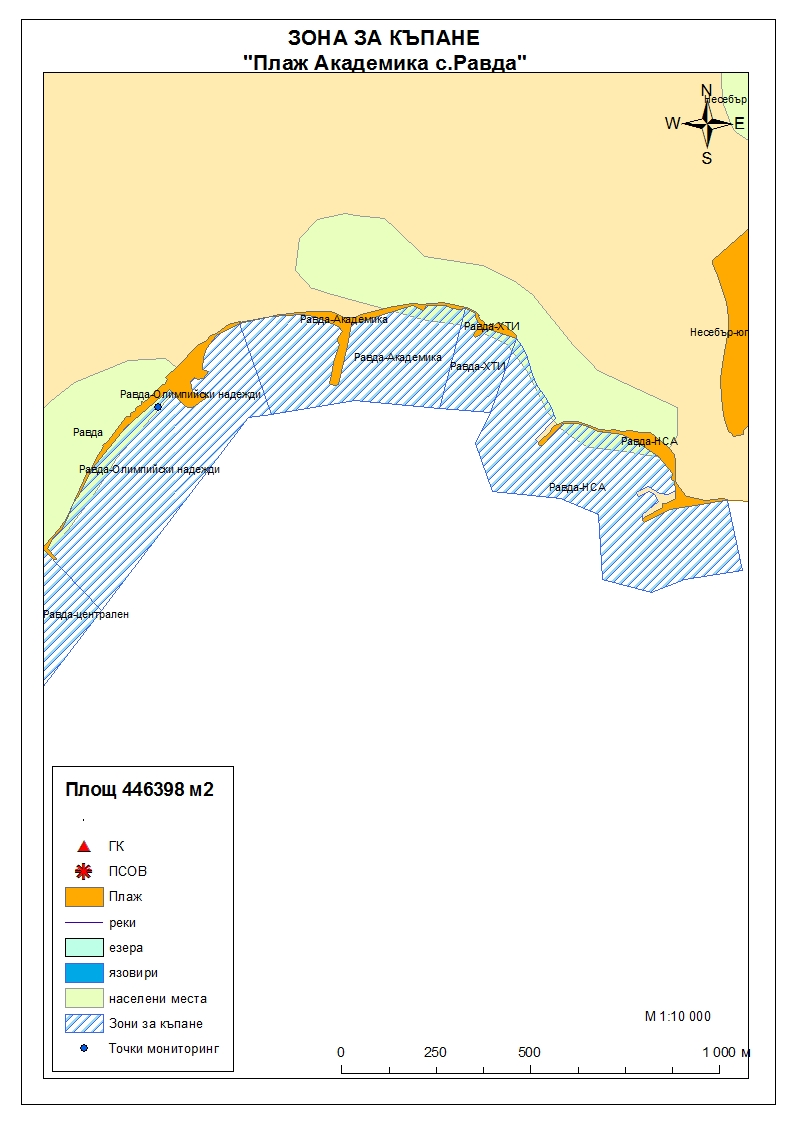 ЗОНА ЗА КЪПАНЕ
"Плаж Академика с.Равда"
N
Несебър
W E
S
Равда-Академика
Равда-ХТИ
Несебър-юг
Равда-Академика
Равда-ХТИ
Равда-Олимпийски надежди
Равда
Равда-НСА
Равда-Олимпийски надежди
Равда-НСА
Равда-централен
Площ 446398 м2
ГК
ПСОВ
Плаж
реки
езера
язовири
населени места
Зони за къпане
Точки мониторинг
М 1:10 000
0 250 500 1 000 м